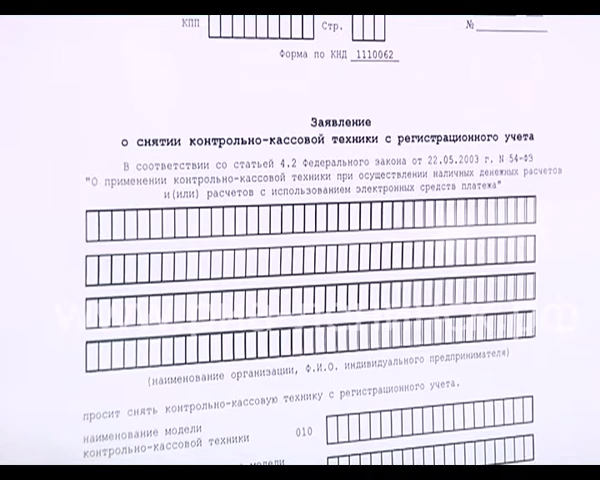 КПП Стр. №
Форма по КНД 1110062
Заявление
о снятии контрольно-кассовой техники с регистрационного учета
В соответствии со статьей 4.2 Федерального закона от 22.05.2003 г. N 54-ФЗ
"О применении контрольно-кассовой техники при осуществлении наличных денежных расчетов
и(или) расчетов с использованием электронных средств платежа"
(наименование организации, Ф.И.О. индивидуального предпринимателя)
просит снять контрольно-кассовую технику с регистрационного учета.
наименование модели
контрольно-кассовой техники 010
модели